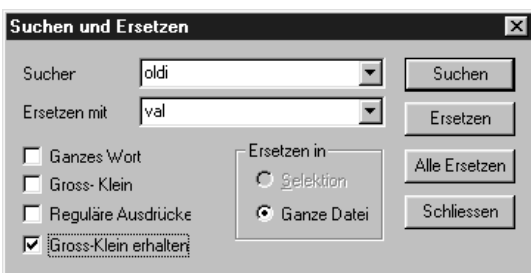 Suchen und Ersetzen
Sucher oldi Suchen
Ersetzen mit val Ersetzen
Ganzes Wort Ersetzen in Alle Ersetzen
Gross- Klein Selektion
Reguläre Ausdrücke Ganze Datei Schliessen
Gross-Klein erhalten